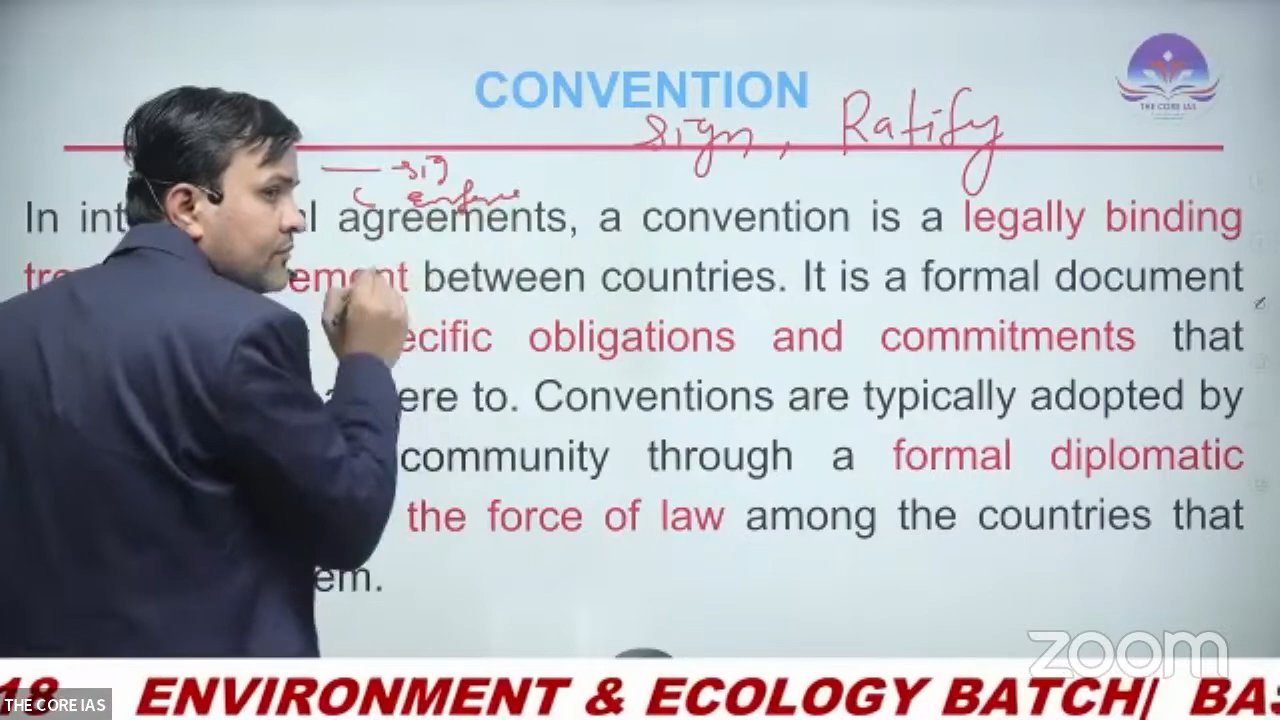 CONVENTION
THE CORE IAS
Sign, Ratify
In int l agreements, a convention is a legally binding
tre ement between countries. It is a formal document
ecific obligations and commitments that
ere to. Conventions are typically adopted by
community through a formal diplomatic
the force of law among the countries that
em.
zoom
18 ENVIRONMENT & ECOLOGY BATCH/ BAS
THE CORE IAS